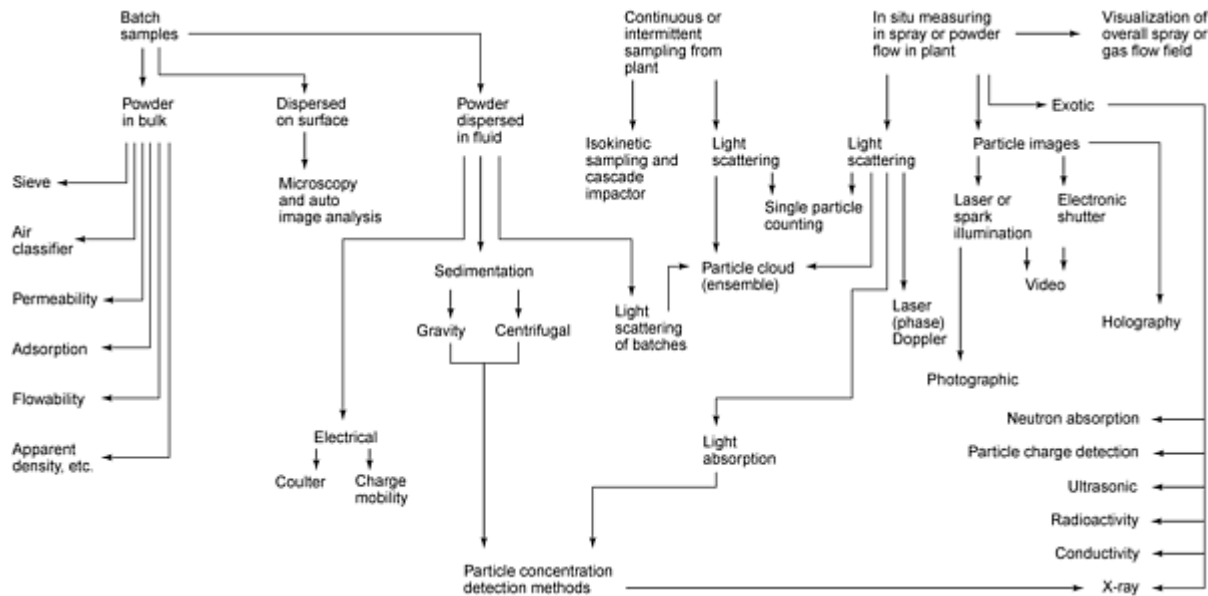 Batch
samples
Continuous or
intermittent
sampling from
plant
In situ measuring
in spray or powder
flow in plant
Visualization of
overall spray or
gas flow field
Powder
in bulk
Dispersed
on surface
Powder
dispersed
in fluid
Exotic
Isokinetic
sampling and
cascade
impactor
Light
scattering
Light
scattering
Particle images
Sieve
Microscopy
and auto
image analysis
Single particle
counting
Laser or
spark
illumination
Electronic
shutter
Air
classifier
Sedimentation
Particle cloud
(ensemble)
Video
Permeability
Gravity
Centrifugal
Light
scattering
of batches
Laser
(phase)
Doppler
Holography
Adsorption
Photographic
Flowability
Neutron absorption
Electrical
Light
absorption
Apparent
density, etc.
Particle charge detection
Coulter
Charge
mobility
Ultrasonic
Radioactivity
Conductivity
Particle concentration
detection methods
X-ray